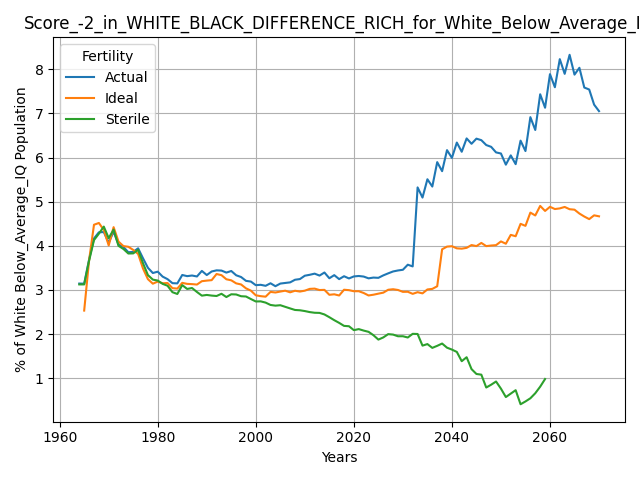 Score_-2_in_WHITE_BLACK_DIFFERENCE_RICH_for_White_Below_Average_I
Fertility
Actual
Ideal
Sterile
% of White Below_Average_IQ Population
8
7
6
5
4
3
2
1
1960 1980 2000 2020 2040 2060
Years